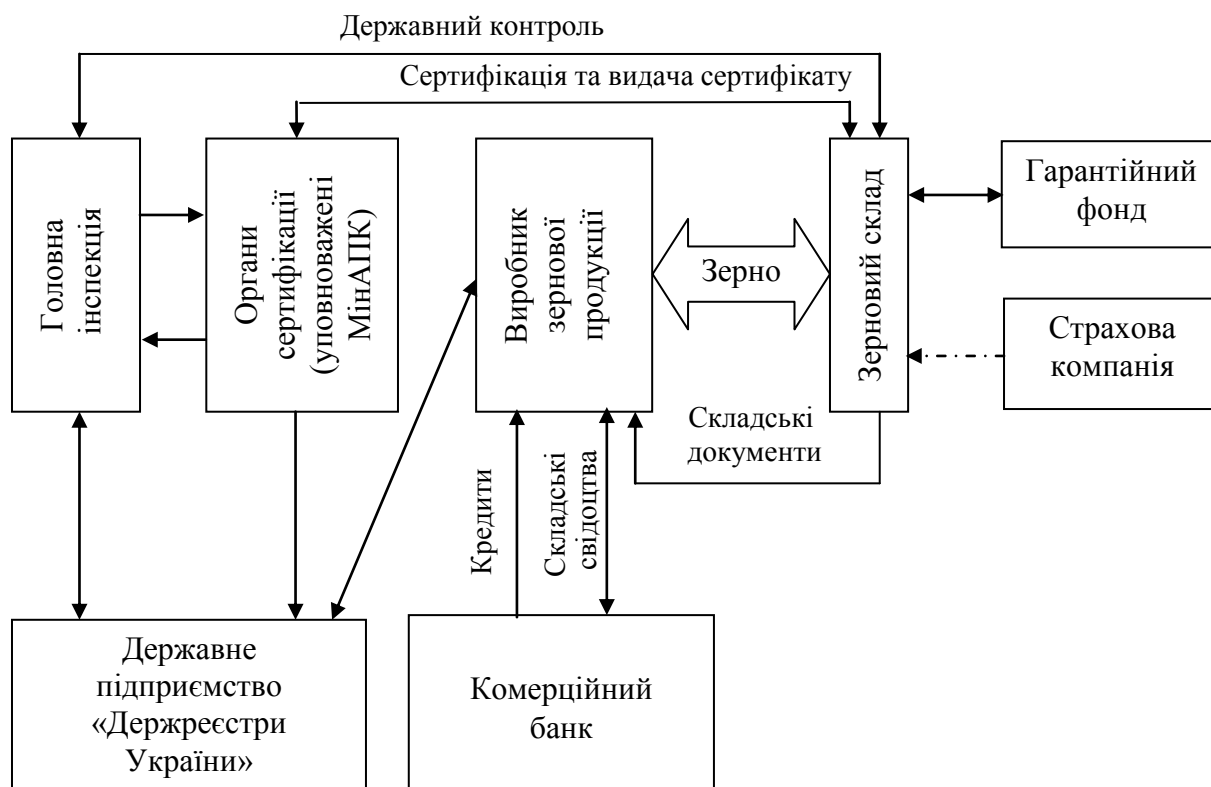 Державний контроль
Сертифікація та видача сертифікату
Головна
інспекція
Органи
сертифікації
(уповноважені
МінАПК)
Виробник
зернової
продукції
Зерно
Зерновий склад
Гарантійний
фонд
Страхова
компанія
Складські
документи
Кредити
Складські
свідоцтва
Державне
підприємство
«Держреєстри
України»
Комерційний
банк